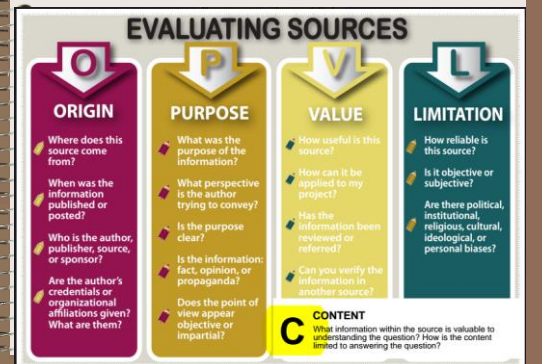 EVALUATING SOURCES
O
ORIGIN
Where does this
source come
from?
When was the
information
published or
posted?
Who is the author,
publisher, source,
or sponsor?
Are the author's
credentials or
organizational
affiliations given?
What are them?
P
PURPOSE
What was the
purpose of the
information?
What perspective
is the author
trying to convey?
Is the purpose
clear?
Is the information:
fact, opinion, or
propaganda?
Does the point of
view appear
objective or
impartial?
V
VALUE
How useful is this
source?
How can it be
applied to my
project?
Has the
information been
reviewed or
referred?
Can you verify the
information in
another source?
L
LIMITATION
How reliable is
this source?
Is it objective or
subjective?
Are there political,
institutional,
religious, cultural,
ideological, or
personal biases?
C
CONTENT
What information within the source is valuable to
understanding the question? How is the content
limited to answering the question?